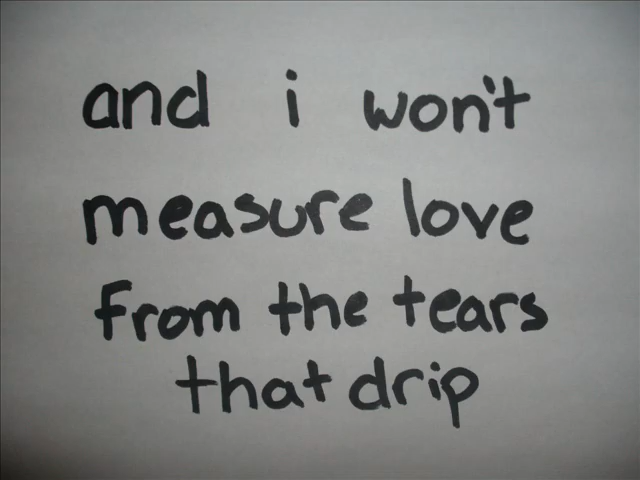 and i won't
measure love
from the tears
that drip